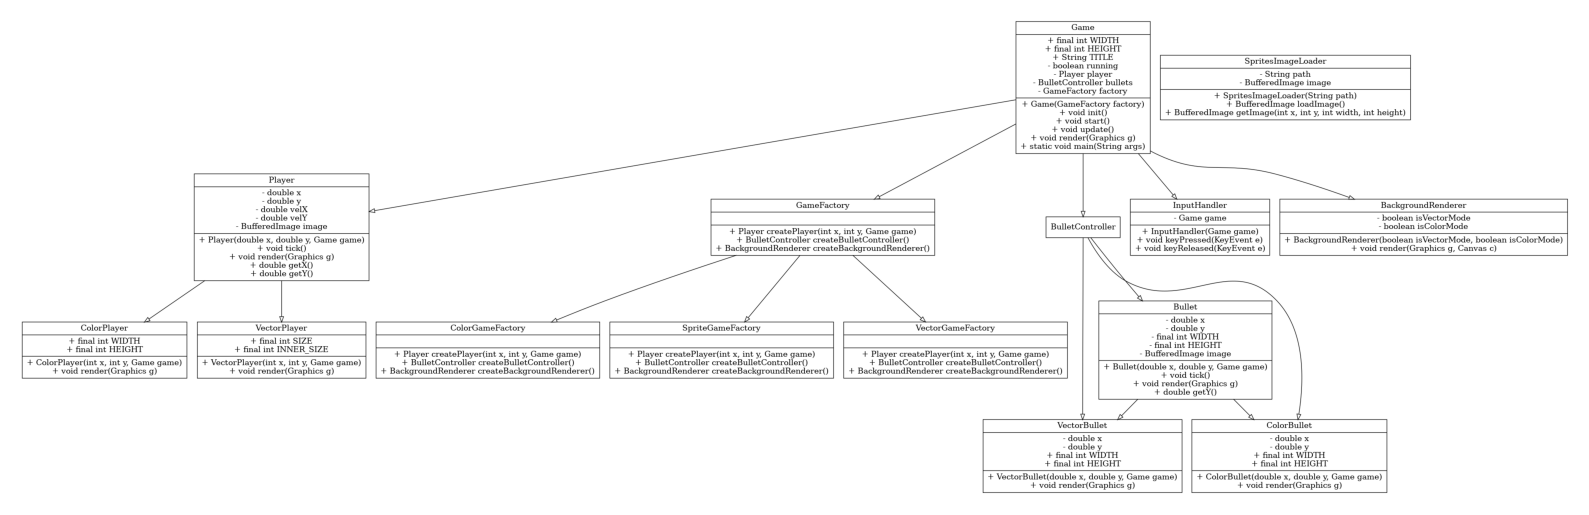 Game
+ final int WIDTH
+ final int HEIGHT
+ String TITLE
- boolean running
- Player player
- BulletController bullets
- GameFactory factory
+ Game(GameFactory factory)
+ void init()
+ void start()
+ void update()
+ void render(Graphics g)
+ static void main(String args)
SpritesImageLoader
- String path
- BufferedImage image
+ SpritesImageLoader(String path)
+ BufferedImage loadImage()
+ BufferedImage getImage(int x, int y, int width, int height)
Player
- double x
- double y
- double velX
- double velY
- BufferedImage image
+ Player(double x, double y, Game game)
+ void tick()
+ void render(Graphics g)
+ double getX()
+ double getY()
GameFactory
+ Player createPlayer(int x, int y, Game game)
+ BulletController createBulletController()
+ BackgroundRenderer createBackgroundRenderer()
BulletController
InputHandler
- Game game
+ InputHandler(Game game)
+ void keyPressed(KeyEvent e)
+ void keyReleased(KeyEvent e)
BackgroundRenderer
- boolean isVectorMode
- boolean isColorMode
+ BackgroundRenderer(boolean isVectorMode, boolean isColorMode)
+ void render(Graphics g, Canvas c)
ColorPlayer
+ final int WIDTH
+ final int HEIGHT
+ ColorPlayer(int x, int y, Game game)
+ void render(Graphics g)
VectorPlayer
+ final int SIZE
+ final int INNER_SIZE
+ VectorPlayer(int x, int y, Game game)
+ void render(Graphics g)
ColorGameFactory
+ Player createPlayer(int x, int y, Game game)
+ BulletController createBulletController()
+ BackgroundRenderer createBackgroundRenderer()
SpriteGameFactory
+ Player createPlayer(int x, int y, Game game)
+ BulletController createBulletController()
+ BackgroundRenderer createBackgroundRenderer()
VectorGameFactory
+ Player createPlayer(int x, int y, Game game)
+ BulletController createBulletController()
+ BackgroundRenderer createBackgroundRenderer()
Bullet
- double x
- double y
- final int WIDTH
- final int HEIGHT
- BufferedImage image
+ Bullet(double x, double y, Game game)
+ void tick()
+ void render(Graphics g)
+ double getY()
VectorBullet
- double x
- double y
+ final int WIDTH
+ final int HEIGHT
+ VectorBullet(double x, double y, Game game)
+ void render(Graphics g)
ColorBullet
- double x
- double y
+ final int WIDTH
+ final int HEIGHT
+ ColorBullet(double x, double y, Game game)
+ void render(Graphics g)